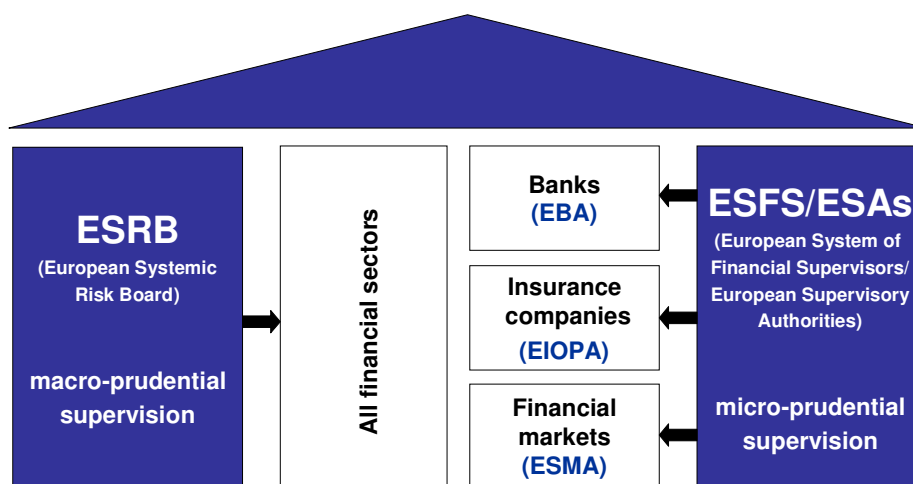 ESRB
(European Systemic
Risk Board)
macro-prudential
supervision
All financial sectors
Banks
(EBA)
Insurance
companies
(EIOPA)
Financial
markets
(ESMA)
ESFS/ESAs
(European System of
Financial Supervisors/
European Supervisory
Authorities)
micro-prudential
supervision